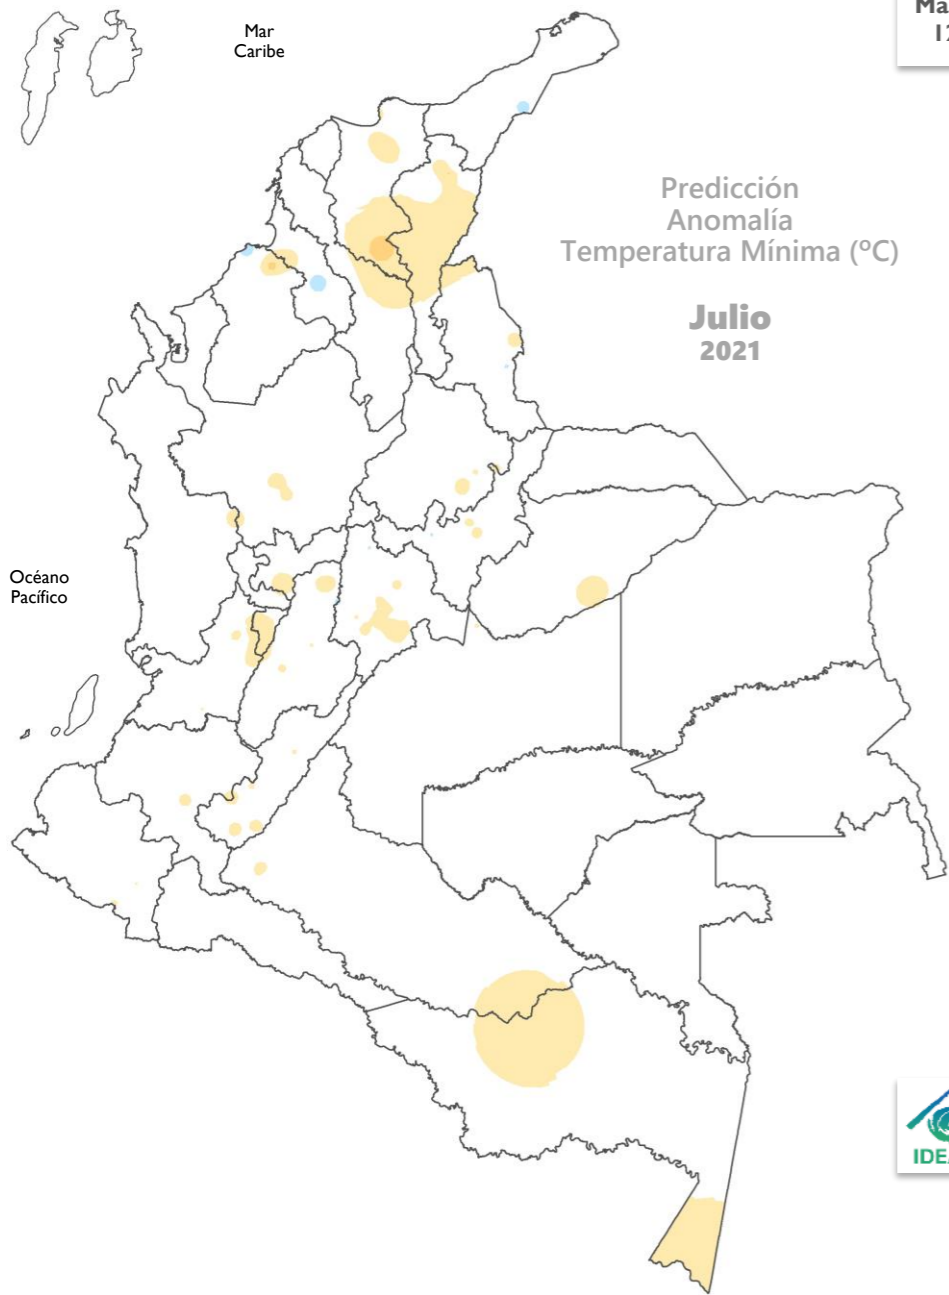 Mar
Caribe
Predicción
Anomalía
Temperatura Mínima (ºC)
Julio
2021
Océano
Pacífico